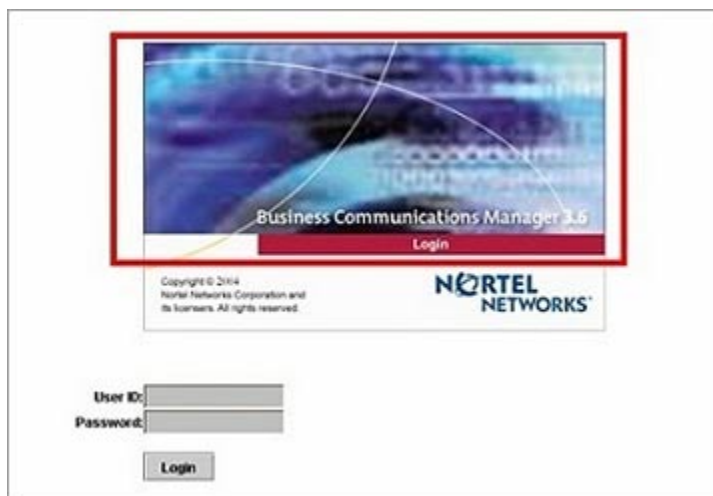 Business Communications Manager 3.6
Login
Copyright © 2004
Nortel Networks Corporation and
its licensers. All rights reserved.
NORTEL
NETWORKS
User ID:
Password:
Login